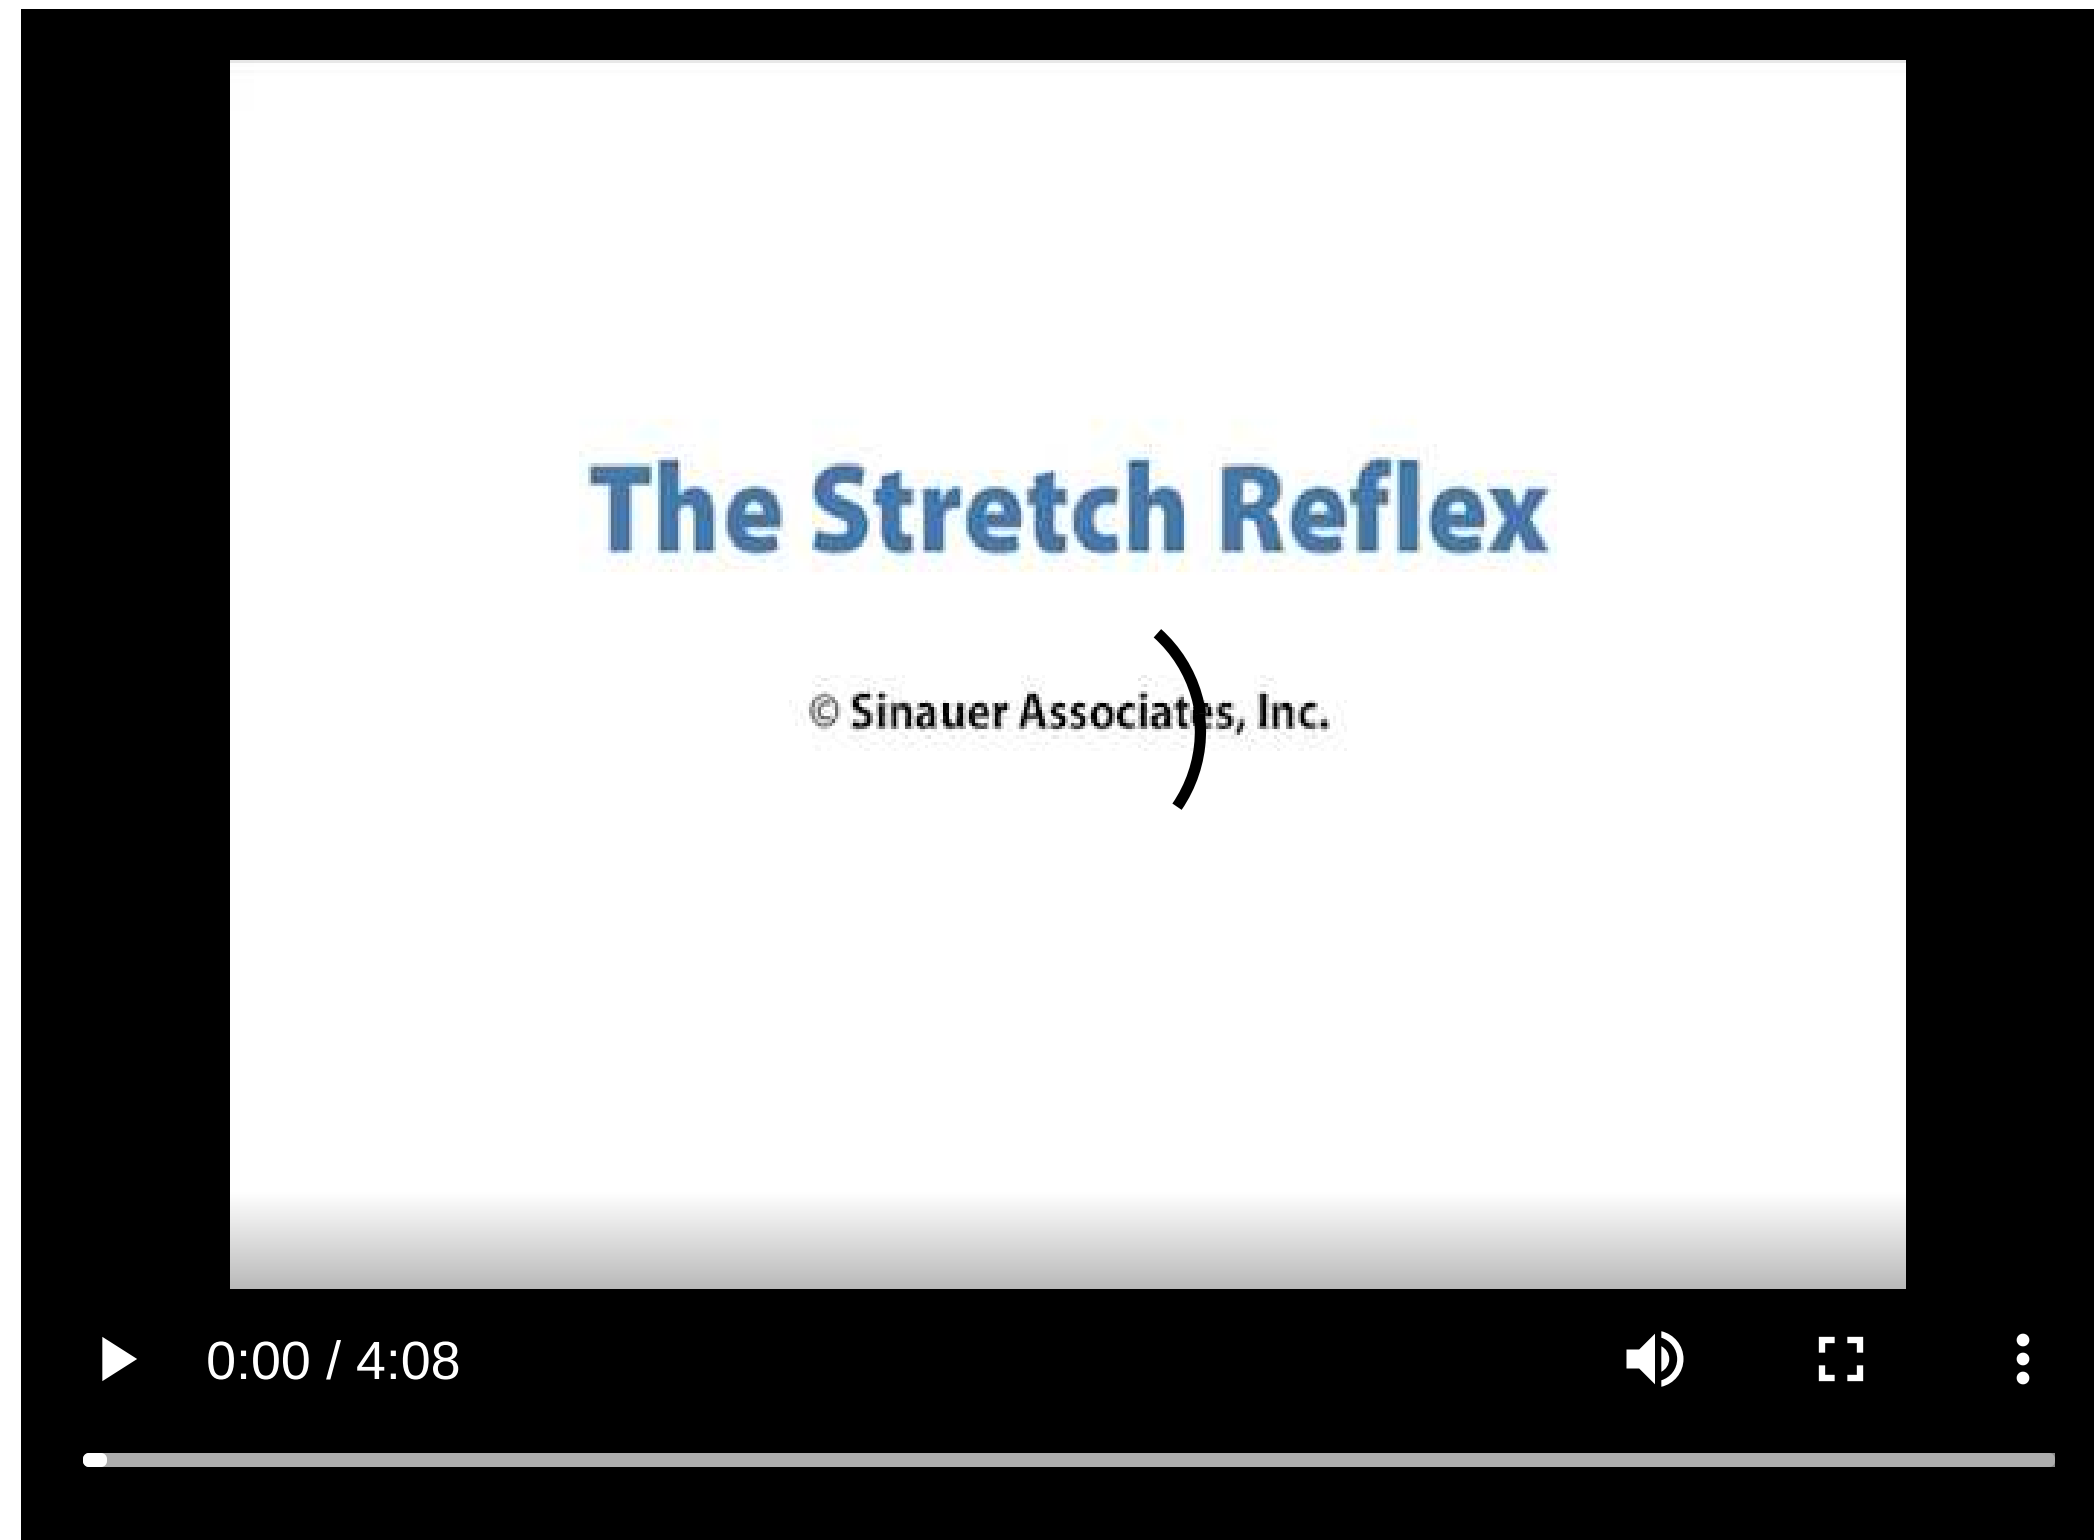 The Stretch Reflex
© Sinauer Associates, Inc.
0:00 / 4:08